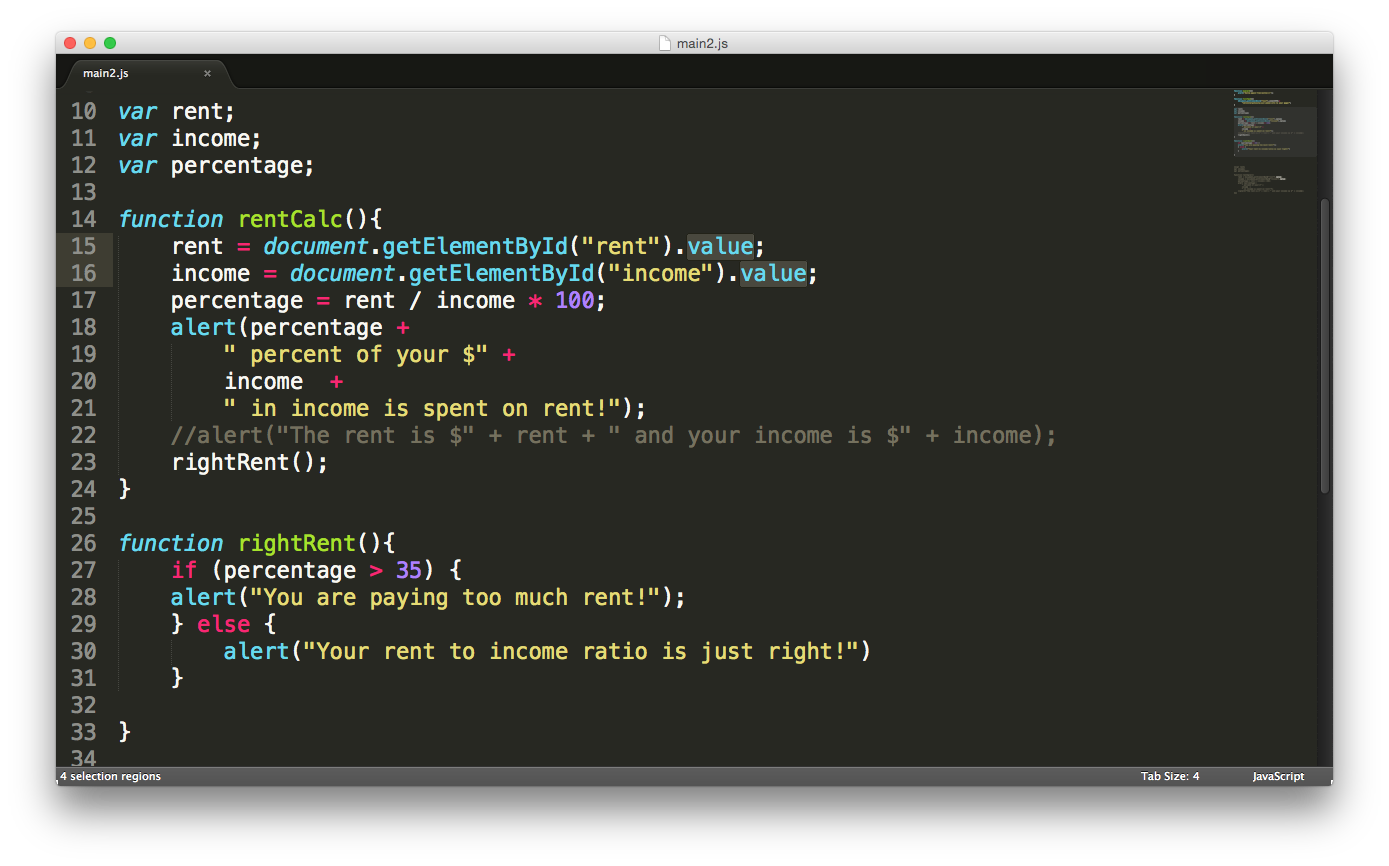 main2.js
main2.js ×
10 var rent;
11 var income;
12 var percentage;
13
14 function rentCalc(){
15     rent = document.getElementById("rent").value;
16     income = document.getElementById("income").value;
17     percentage = rent / income * 100;
18     alert(percentage +
19         " percent of your $" +
20         income  +
21         " in income is spent on rent!");
22     //alert("The rent is $" + rent + " and your income is $" + income);
23     rightRent();
24 }
25
26 function rightRent(){
27     if (percentage > 35) {
28     alert("You are paying too much rent!");
29     } else {
30         alert("Your rent to income ratio is just right!")
31     }
32
33 }
34
4 selection regions Tab Size: 4 JavaScript